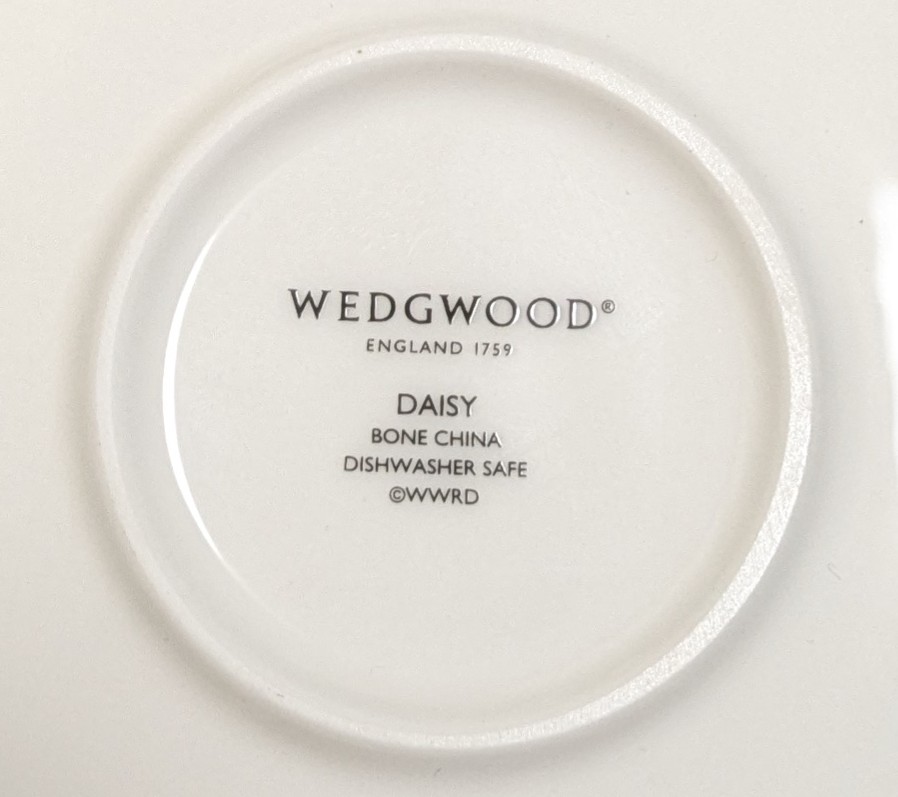 WEDGWOOD®
ENGLAND 1759
DAISY
BONE CHINA
DISHWASHER SAFE
©WWRD